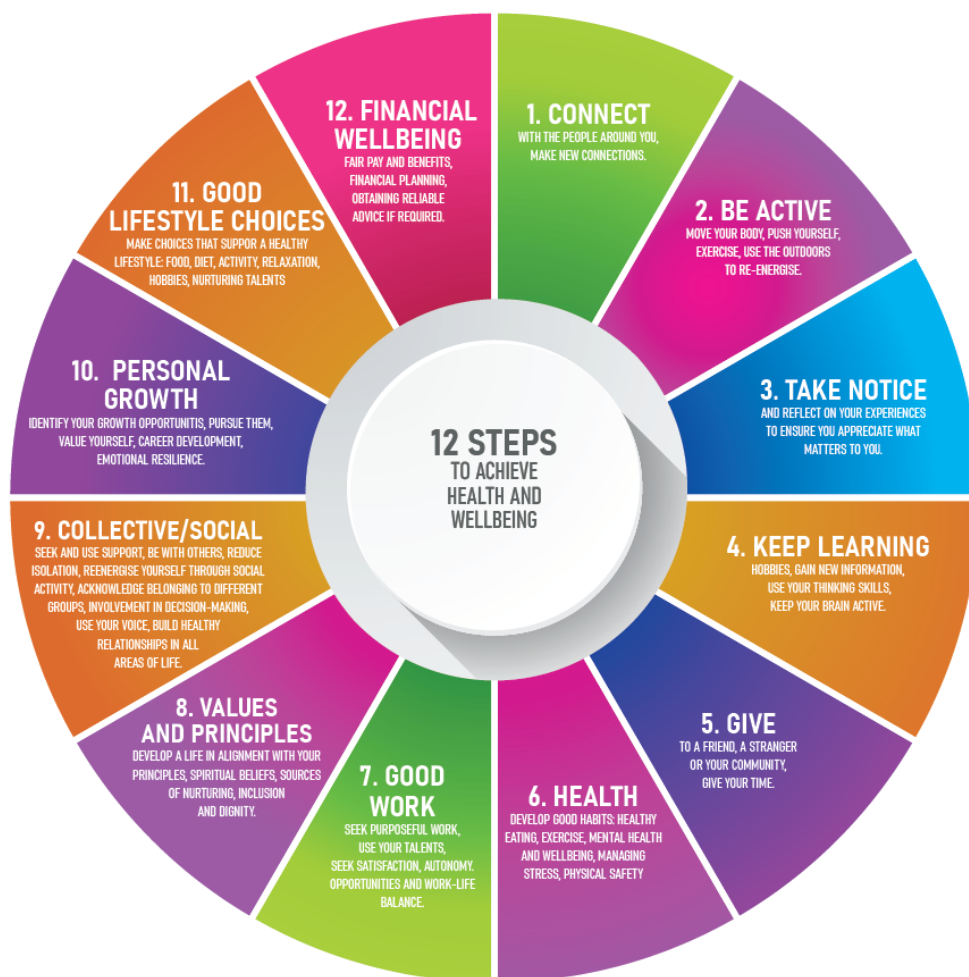 12 STEPS
TO ACHIEVE
HEALTH AND
WELLBEING
1. CONNECT
WITH THE PEOPLE AROUND YOU,
MAKE NEW CONNECTIONS.
2. BE ACTIVE
MOVE YOUR BODY, PUSH YOURSELF,
EXERCISE, USE THE OUTDOORS
TO RE-ENERGISE.
3. TAKE NOTICE
AND REFLECT ON YOUR EXPERIENCES
TO ENSURE YOU APPRECIATE WHAT
MATTERS TO YOU.
4. KEEP LEARNING
HOBBIES, GAIN NEW INFORMATION,
USE YOUR THINKING SKILLS,
KEEP YOUR BRAIN ACTIVE.
5. GIVE
TO A FRIEND, A STRANGER
OR YOUR COMMUNITY,
GIVE YOUR TIME.
6. HEALTH
DEVELOP GOOD HABITS: HEALTHY
EATING, EXERCISE, MENTAL HEALTH
AND WELLBEING, MANAGING
STRESS, PHYSICAL SAFETY
7. GOOD
WORK
SEEK PURPOSEFUL WORK,
USE YOUR TALENTS,
SEEK SATISFACTION, AUTONOMY.
OPPORTUNITIES AND WORK-LIFE
BALANCE.
8. VALUES
AND PRINCIPLES
DEVELOP A LIFE IN ALIGNMENT WITH YOUR
PRINCIPLES, SPIRITUAL BELIEFS, SOURCES
OF NURTURING, INCLUSION
AND DIGNITY.
9. COLLECTIVE/SOCIAL
SEEK AND USE SUPPORT, BE WITH OTHERS, REDUCE
ISOLATION, REENERGISE YOURSELF THROUGH SOCIAL
ACTIVITY, ACKNOWLEDGE BELONGING TO DIFFERENT
GROUPS, INVOLVEMENT IN DECISION-MAKING,
USE YOUR VOICE, BUILD HEALTHY
RELATIONSHIPS IN ALL
AREAS OF LIFE.
10. PERSONAL
GROWTH
IDENTIFY YOUR GROWTH OPPORTUNITIS, PURSUE THEM,
VALUE YOURSELF, CAREER DEVELOPMENT,
EMOTIONAL RESILIENCE.
11. GOOD
LIFESTYLE CHOICES
MAKE CHOICES THAT SUPPOR A HEALTHY
LIFESTYLE: FOOD, DIET, ACTIVITY, RELAXATION,
HOBBIES, NURTURING TALENTS
12. FINANCIAL
WELLBEING
FAIR PAY AND BENEFITS,
FINANCIAL PLANNING,
OBTAINING RELIABLE
ADVICE IF REQUIRED.